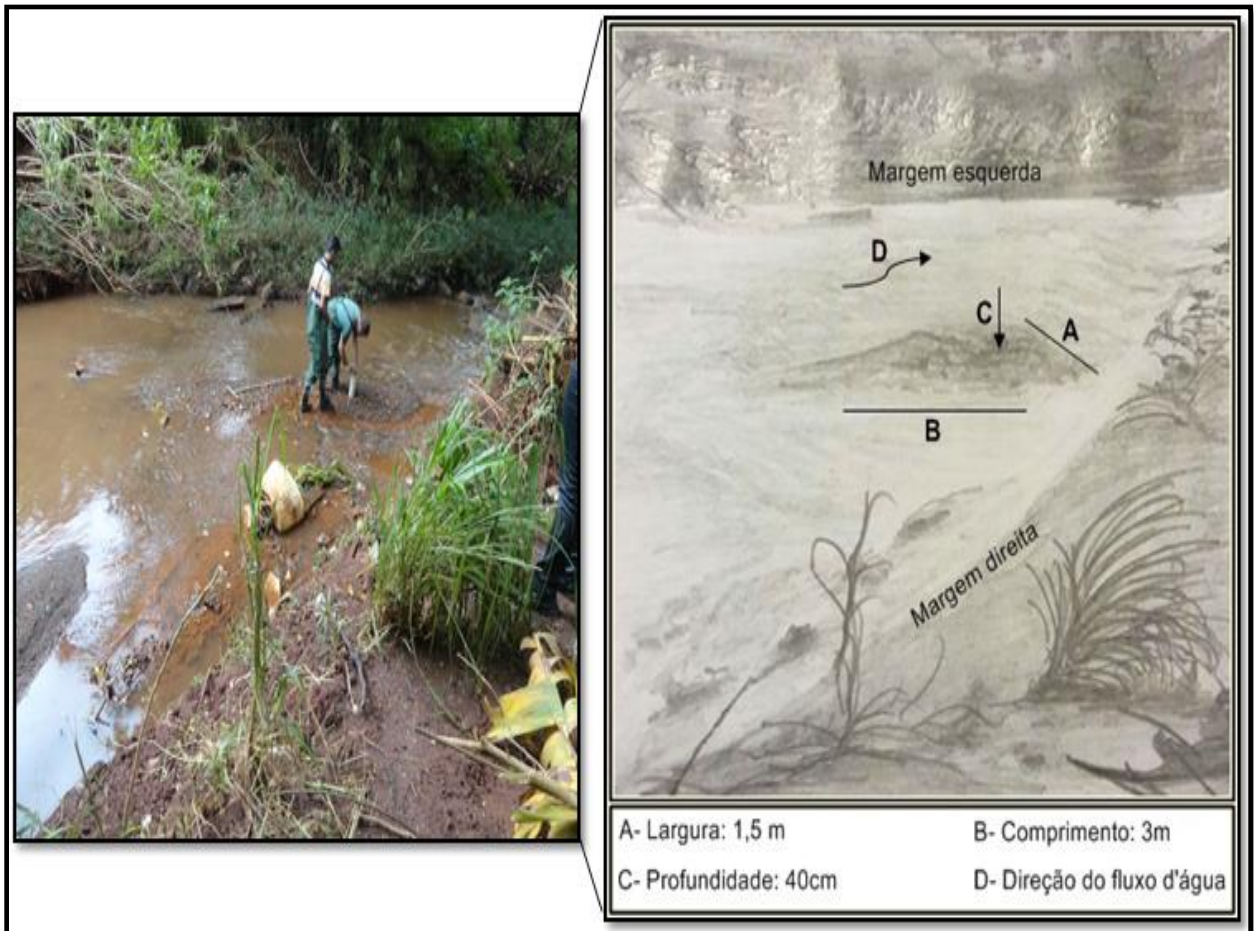 Margem esquerda
D
C
A
B
Margem direita
A- Largura: 1,5 m
B- Comprimento: 3m
C- Profundidade: 40cm
D- Direção do fluxo d'água